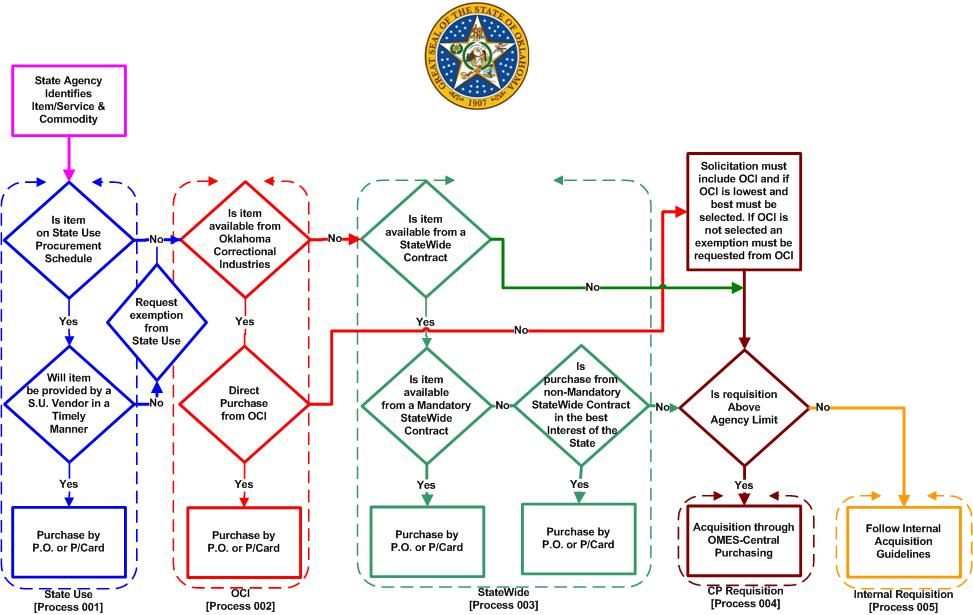 GREAT SEAL OF THE STATE OF OKLAHOMA
1907
State Agency
Identifies
Item/Service &
Commodity
Is item
on State Use
Procurement
Schedule
No
Yes
Request
exemption
from
State Use
Will item
be provided by a
S.U. Vendor in a
Timely
Manner
No
Yes
Purchase by
P.O. or P/Card
State Use
[Process 001]
Is item
available from
Oklahoma
Correctional
Industries
No
Yes
Direct
Purchase
from OCI
No
Yes
Purchase by
P.O. or P/Card
OCI
[Process 002]
Is item
available from a
StateWide
Contract
No
Yes
Is item
available
from a Mandatory
StateWide
Contract
No
Yes
Purchase by
P.O. or P/Card
Is
purchase from
non-Mandatory
StateWide Contract
in the best
Interest of the
State
No
Yes
Purchase by
P.O. or P/Card
StateWide
[Process 003]
Solicitation must
include OCI and if
OCI is lowest and
best must be
selected. If OCI is
not selected an
exemption must be
requested from OCI
Is requisition
Above
Agency Limit
No
Yes
Acquisition through
OMES-Central
Purchasing
CP Requisition
[Process 004]
Follow Internal
Acquisition
Guidelines
Internal Requisition
[Process 005]